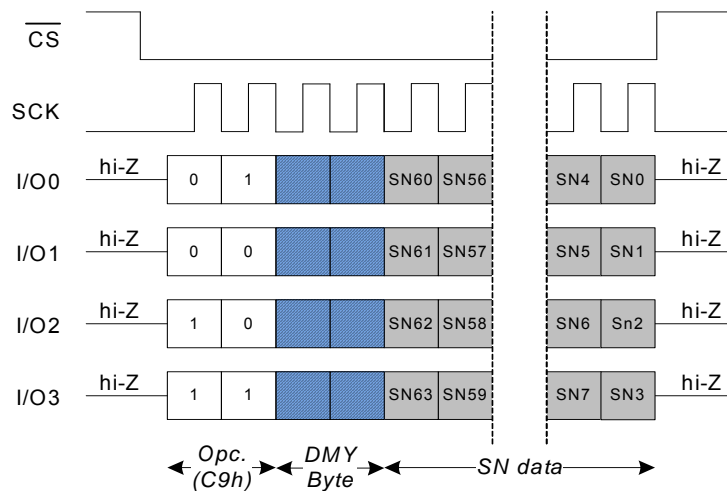 CS
SCK
I/O0 hi-Z 0 1 SN60 SN56 SN4 SN0 hi-Z
I/O1 hi-Z 0 0 SN61 SN57 SN5 SN1 hi-Z
I/O2 hi-Z 1 0 SN62 SN58 SN6 Sn2 hi-Z
I/O3 hi-Z 1 1 SN63 SN59 SN7 SN3 hi-Z
Opc. DMY SN data
(C9h) Byte